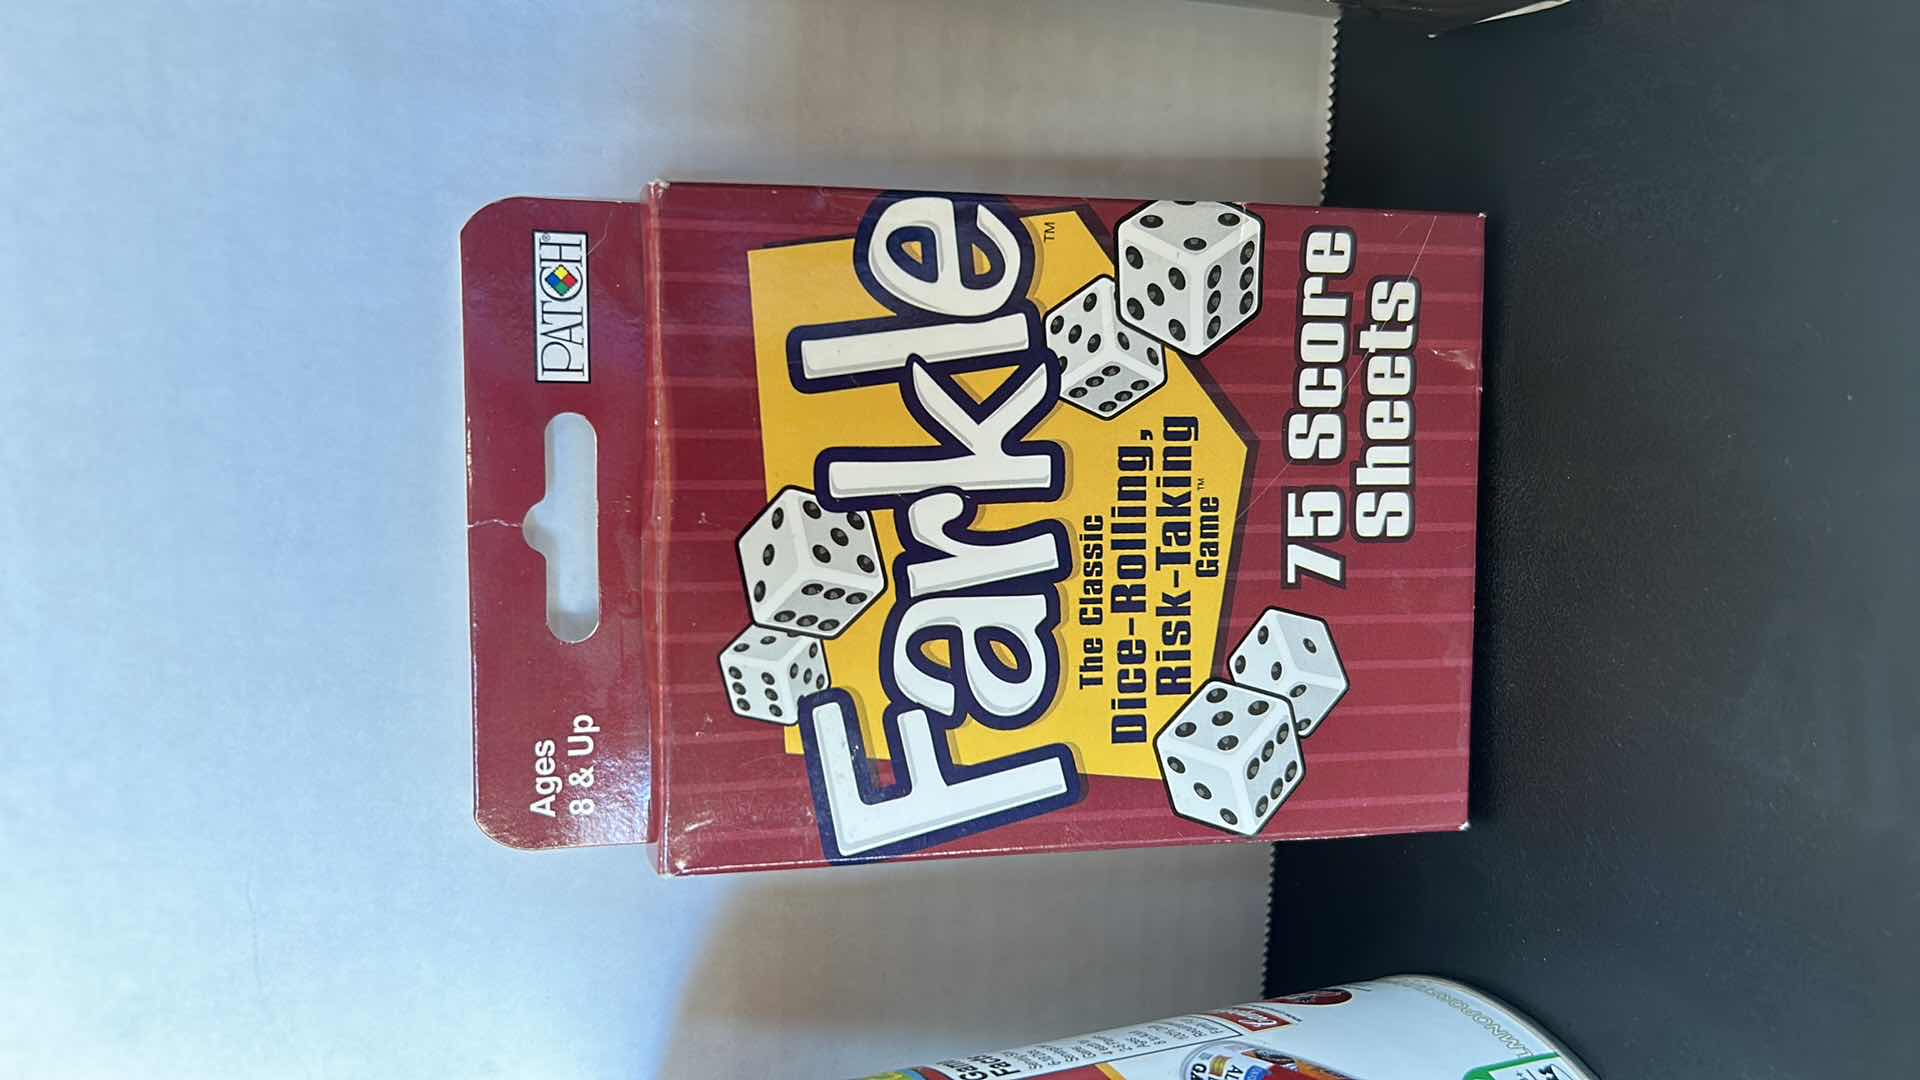 PATCH®
Ages
8 & Up
Farkle™
The Classic
Dice-Rolling,
Risk-Taking
Game™
75 Score
Sheets